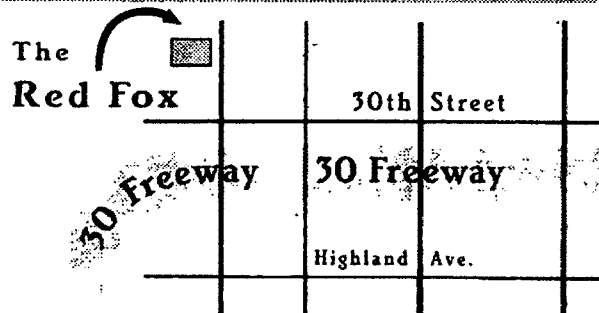 The
Red Fox
30th Street
30 Freeway
30 Freeway
Highland Ave.